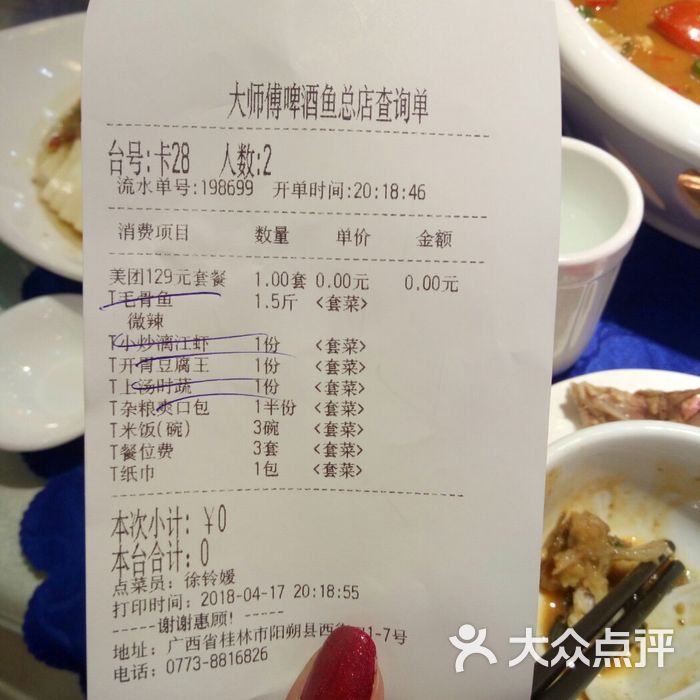 大师傅啤酒鱼总店查询单
台号:卡28 人数:2
流水单号:198699 开单时间:20:18:46
消费项目 数量 单价 金额
美团129元套餐 1.00套 0.00元 0.00元
T毛骨鱼 1.5斤 <套菜>
微辣
T小炒漓江虾 1份 <套菜>
T开胃豆腐王 1份 <套菜>
T上汤时蔬 1份 <套菜>
T杂粮爽口包 1半份 <套菜>
T米饭(碗) 3碗 <套菜>
T餐位费 3套 <套菜>
T纸巾 1包 <套菜>
本次小计: ￥0
本台合计: 0
点菜员: 徐铃媛
打印时间: 2018-04-17 20:18:55
------谢谢惠顾! ------
地址: 广西省桂林市阳朔县西 1-7号
电话: 0773-8816826
大众点评